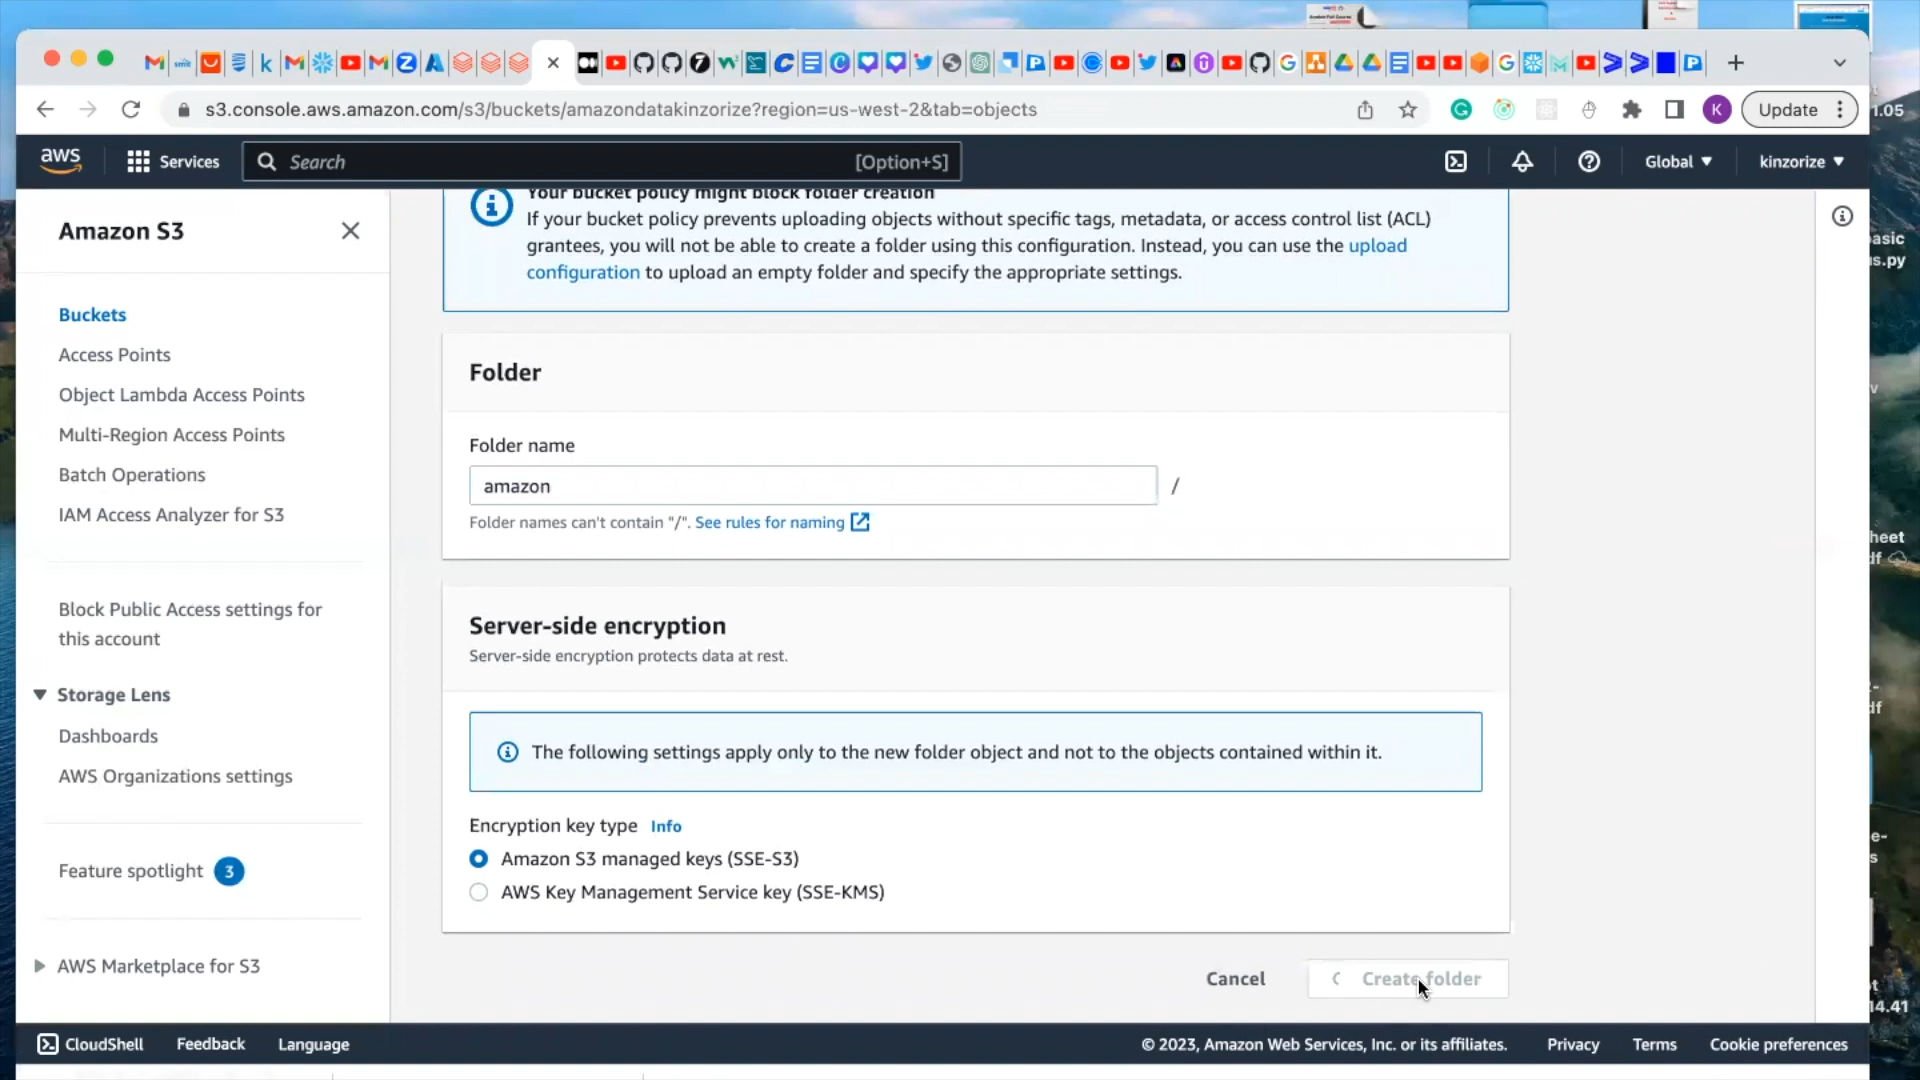 s3.console.aws.amazon.com/s3/buckets/amazondatakinzorize?region=us-west-2&tab=objects
K
Update
1.05
aws
Services
Search
[Option+S]
Global
kinzorize
Amazon S3
Buckets
Access Points
Object Lambda Access Points
Multi-Region Access Points
Batch Operations
IAM Access Analyzer for S3
Block Public Access settings for
this account
Storage Lens
Dashboards
AWS Organizations settings
Feature spotlight 3
AWS Marketplace for S3
Your bucket policy might block folder creation
If your bucket policy prevents uploading objects without specific tags, metadata, or access control list (ACL)
grantees, you will not be able to create a folder using this configuration. Instead, you can use the upload
configuration to upload an empty folder and specify the appropriate settings.
Folder
Folder name
amazon /
Folder names can't contain "/". See rules for naming
Server-side encryption
Server-side encryption protects data at rest.
The following settings apply only to the new folder object and not to the objects contained within it.
Encryption key type Info
Amazon S3 managed keys (SSE-S3)
AWS Key Management Service key (SSE-KMS)
Cancel
Create folder
asic
s.py
heet
14.41
CloudShell
Feedback
Language
© 2023, Amazon Web Services, Inc. or its affiliates.
Privacy
Terms
Cookie preferences